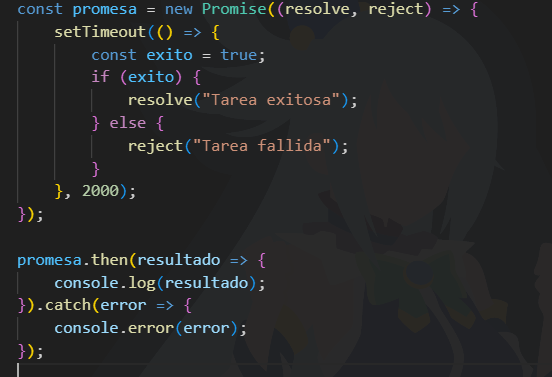 const promesa = new Promise((resolve, reject) => {
    setTimeout(() => {
        const exito = true;
        if (exito) {
            resolve("Tarea exitosa");
        } else {
            reject("Tarea fallida");
        }
    }, 2000);
});

promesa.then(resultado => {
    console.log(resultado);
}).catch(error => {
    console.error(error);
});